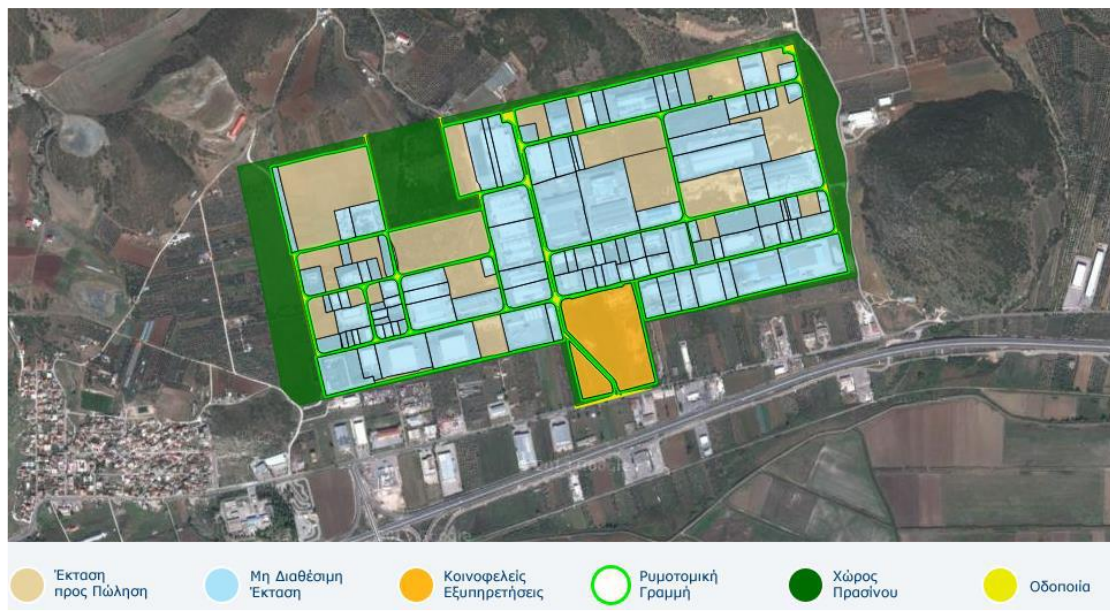 Έκταση
προς Πώληση
Μη Διαθέσιμη
Έκταση
Κοινοφελείς
Εξυπηρετήσεις
Ρυμοτομική
Γραμμή
Χώρος
Πρασίνου
Οδοποιία